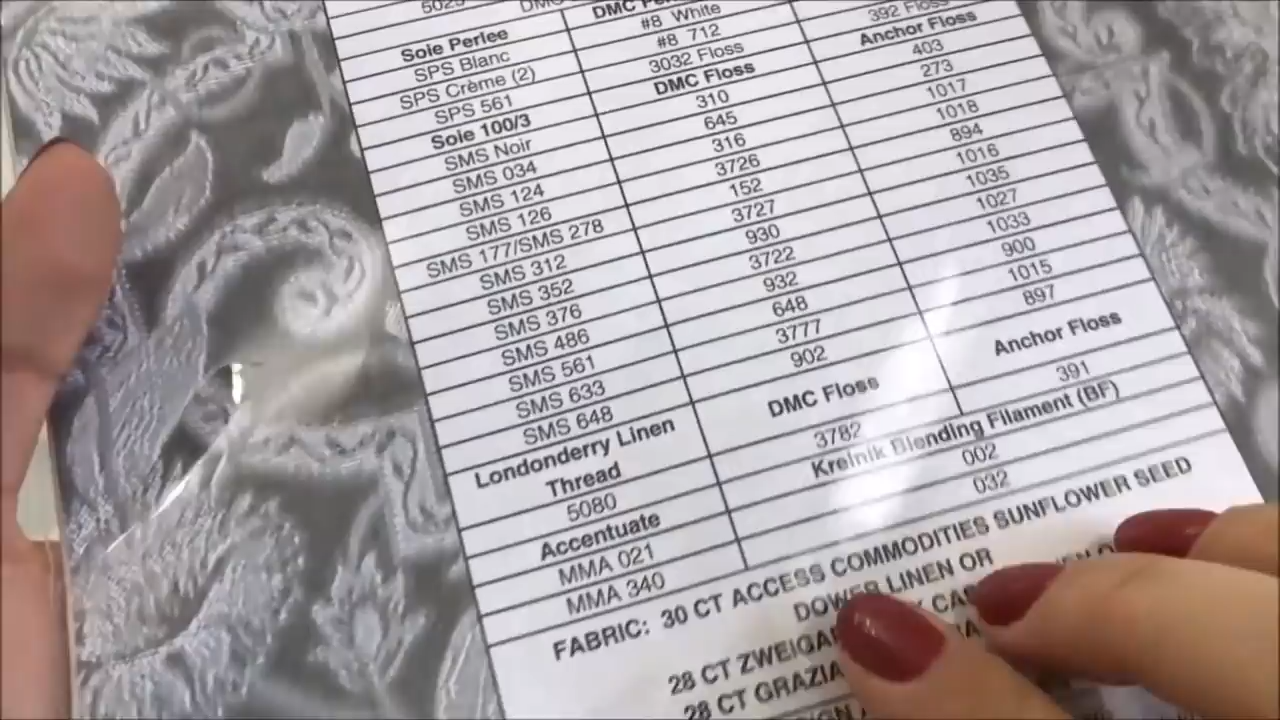 5025 DMC
Soie Perlee DMC
SPS Blanc #8 White
SPS Crème (2) #8 712
SPS 561 3032 Floss 392 Floss
Soie 100/3 DMC Floss Anchor Floss
SMS Noir 310 403
SMS 034 645 273
SMS 124 316 1017
SMS 126 3726 1018
SMS 177/SMS 278 152 894
SMS 312 3727 1016
SMS 352 930 1035
SMS 376 3722 1027
SMS 486 932 1033
SMS 561 648 900
SMS 633 3777 1015
SMS 648 902 897
Londonderry Linen DMC Floss Anchor Floss
Thread
5080 3782 391
Accentuate Kreinik Blending Filament (BF)
MMA 021 002
MMA 340 032
FABRIC: 30 CT ACCESS COMMODITIES SUNFLOWER SEED
DOWER LINEN OR
28 CT
28 CT GRAZIA